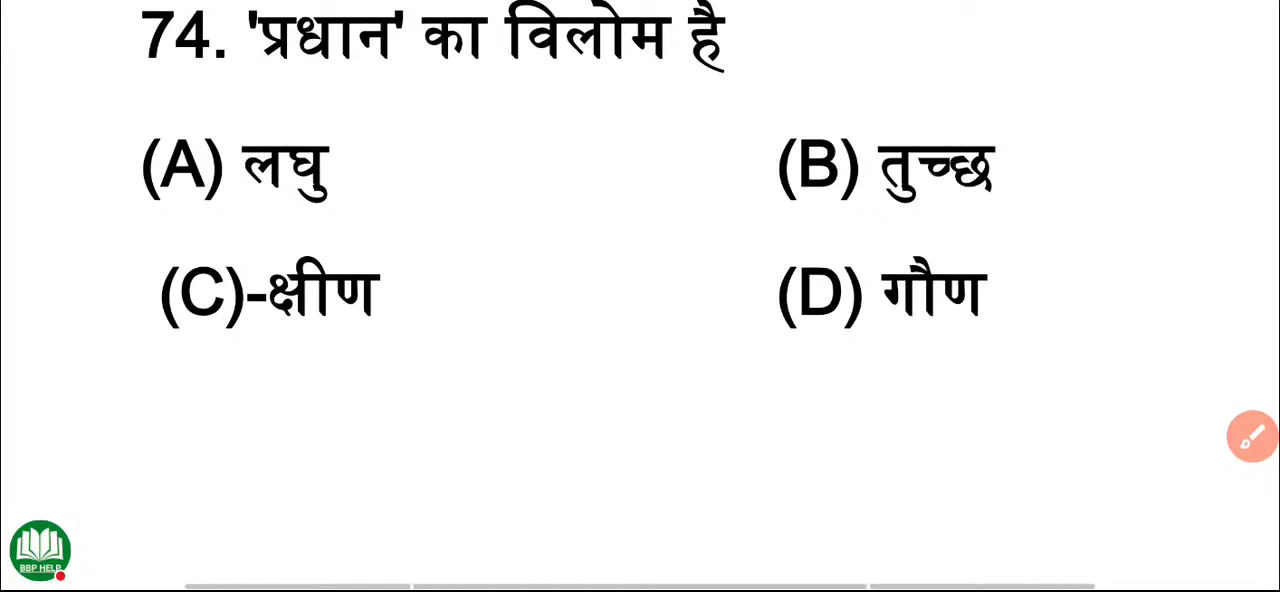 74. 'प्रधान' का विलोम है
(A) लघु (B) तुच्छ
(C)-क्षीण (D) गौण
BBP HELP